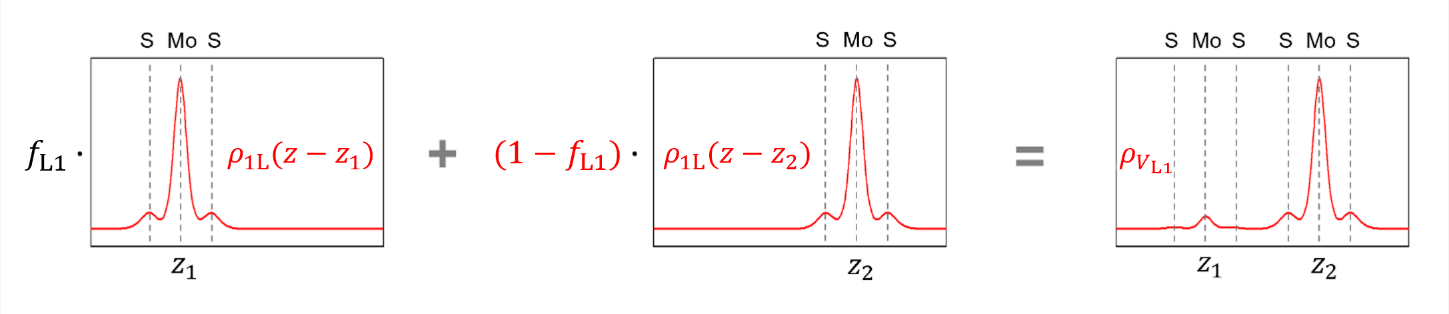 S Mo S
S Mo S
S Mo S S Mo S
f_L1 · ρ_1L(z − z_1) + (1 − f_L1) · ρ_1L(z − z_2) = ρ_V_L1
z_1
z_2
z_1 z_2